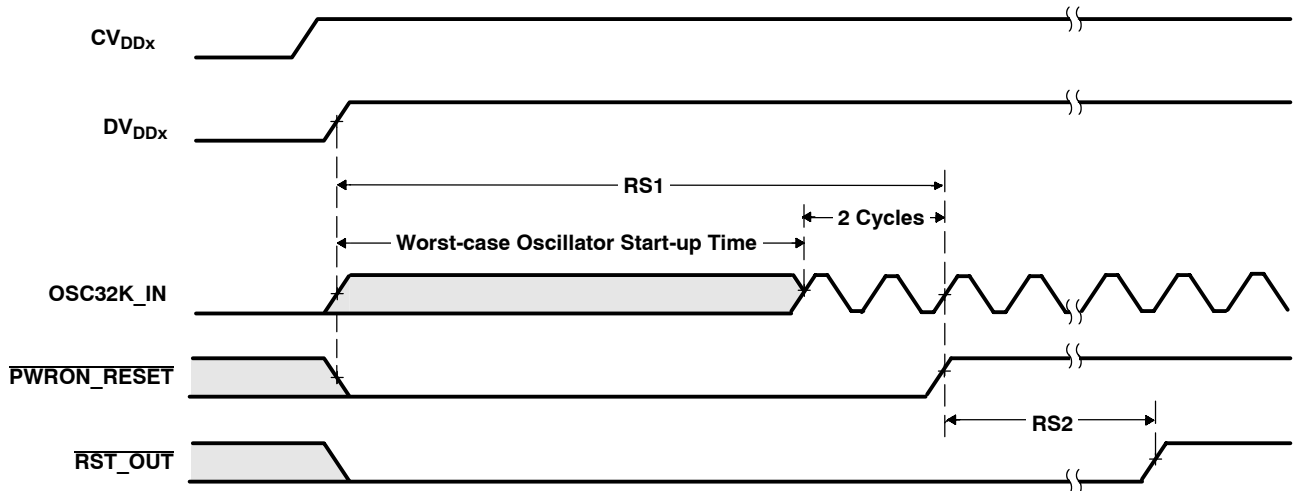 CVDDx
DVDDx
RS1
2 Cycles
Worst-case Oscillator Start-up Time
OSC32K_IN
PWRON_RESET
RS2
RST_OUT